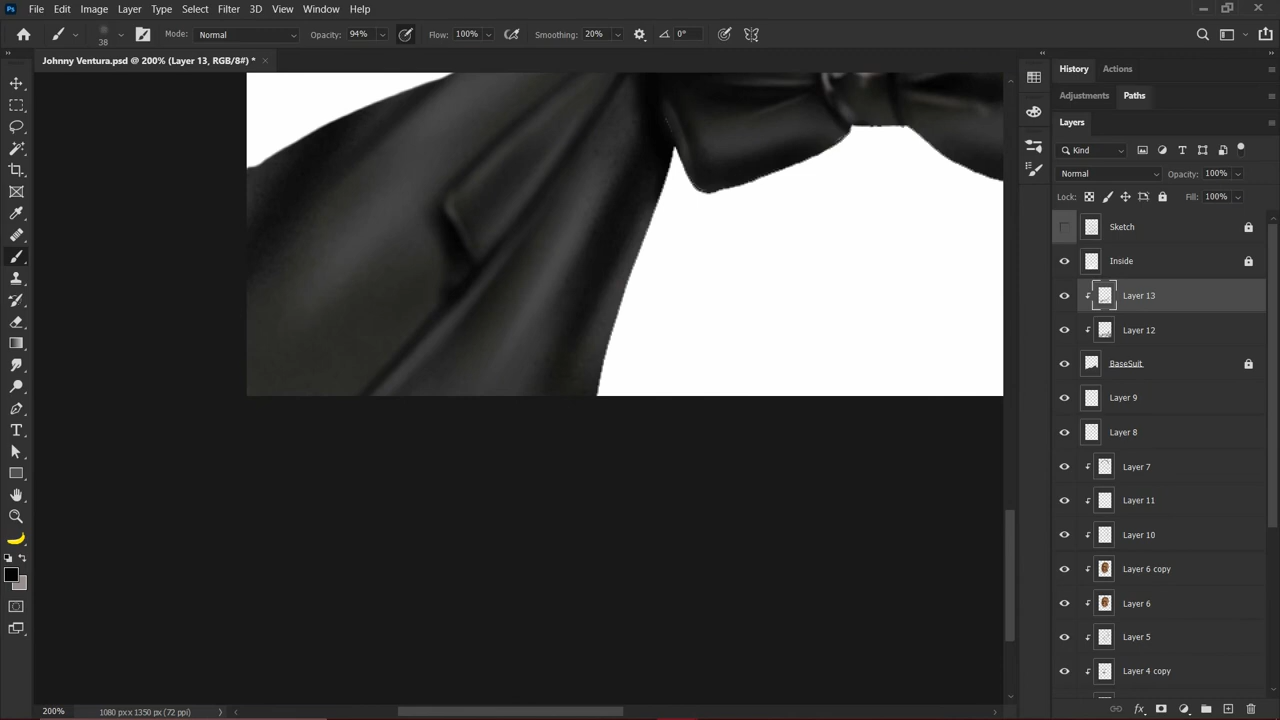 Ps File Edit Image Layer Type Select Filter 3D View Window Help
38 Mode: Normal Opacity: 94% Flow: 100% Smoothing: 20% 0°
Johnny Ventura.psd @ 200% (Layer 13, RGB/8#) *
History Actions
Adjustments Paths
Layers
Kind
Normal Opacity: 100%
Lock: Fill: 100%
Sketch
Inside
Layer 13
Layer 12
BaseSuit
Layer 9
Layer 8
Layer 7
Layer 11
Layer 10
Layer 6 copy
Layer 6
Layer 5
Layer 4 copy
200% 1080 px x 1350 px (72 ppi)